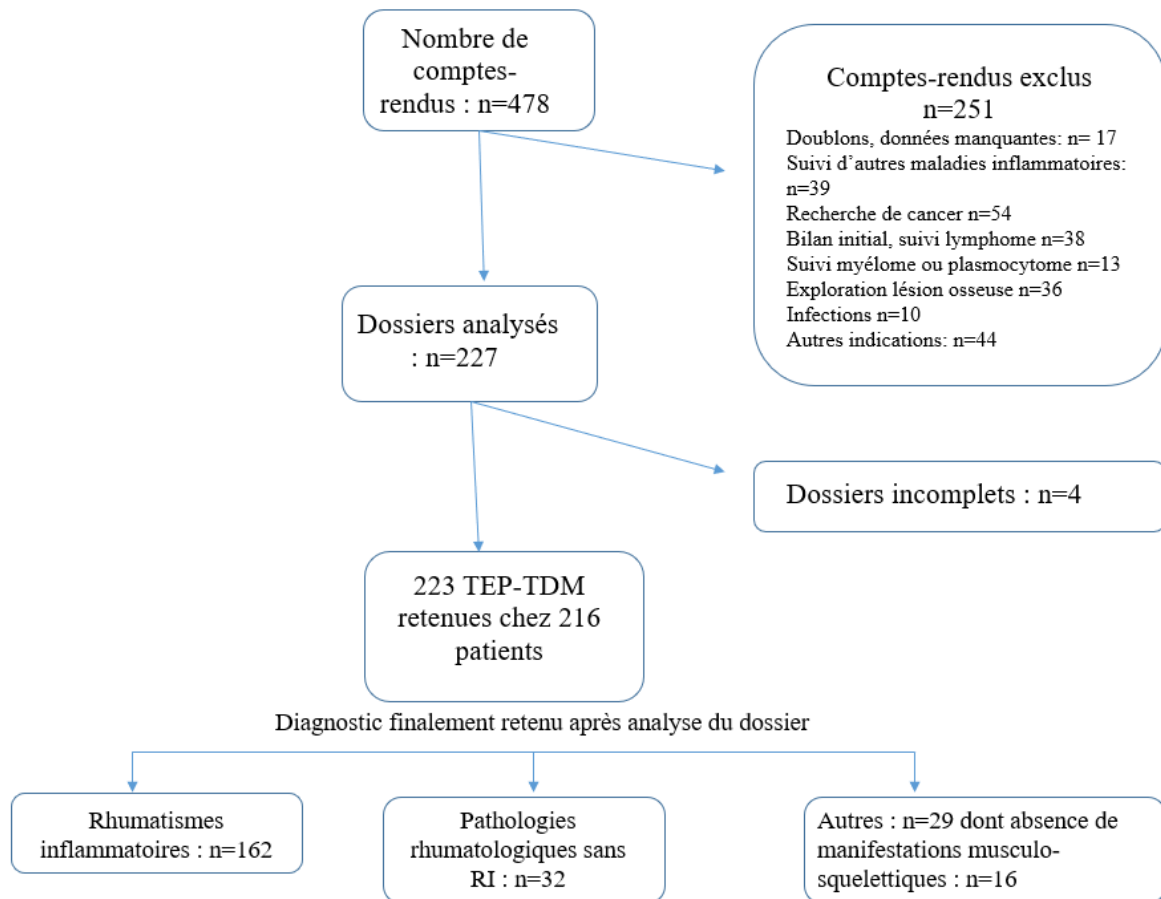 Nombre de
comptes-
rendus : n=478
Comptes-rendus exclus
n=251
Doublons, données manquantes: n= 17
Suivi d’autres maladies inflammatoires:
n=39
Recherche de cancer n=54
Bilan initial, suivi lymphome n=38
Suivi myélome ou plasmocytome n=13
Exploration lésion osseuse n=36
Infections n=10
Autres indications: n=44
Dossiers analysés
: n=227
Dossiers incomplets : n=4
223 TEP-TDM
retenues chez 216
patients
Diagnostic finalement retenu après analyse du dossier
Rhumatismes
inflammatoires : n=162
Pathologies
rhumatologiques sans
RI : n=32
Autres : n=29 dont absence de
manifestations musculo-
squelettiques : n=16